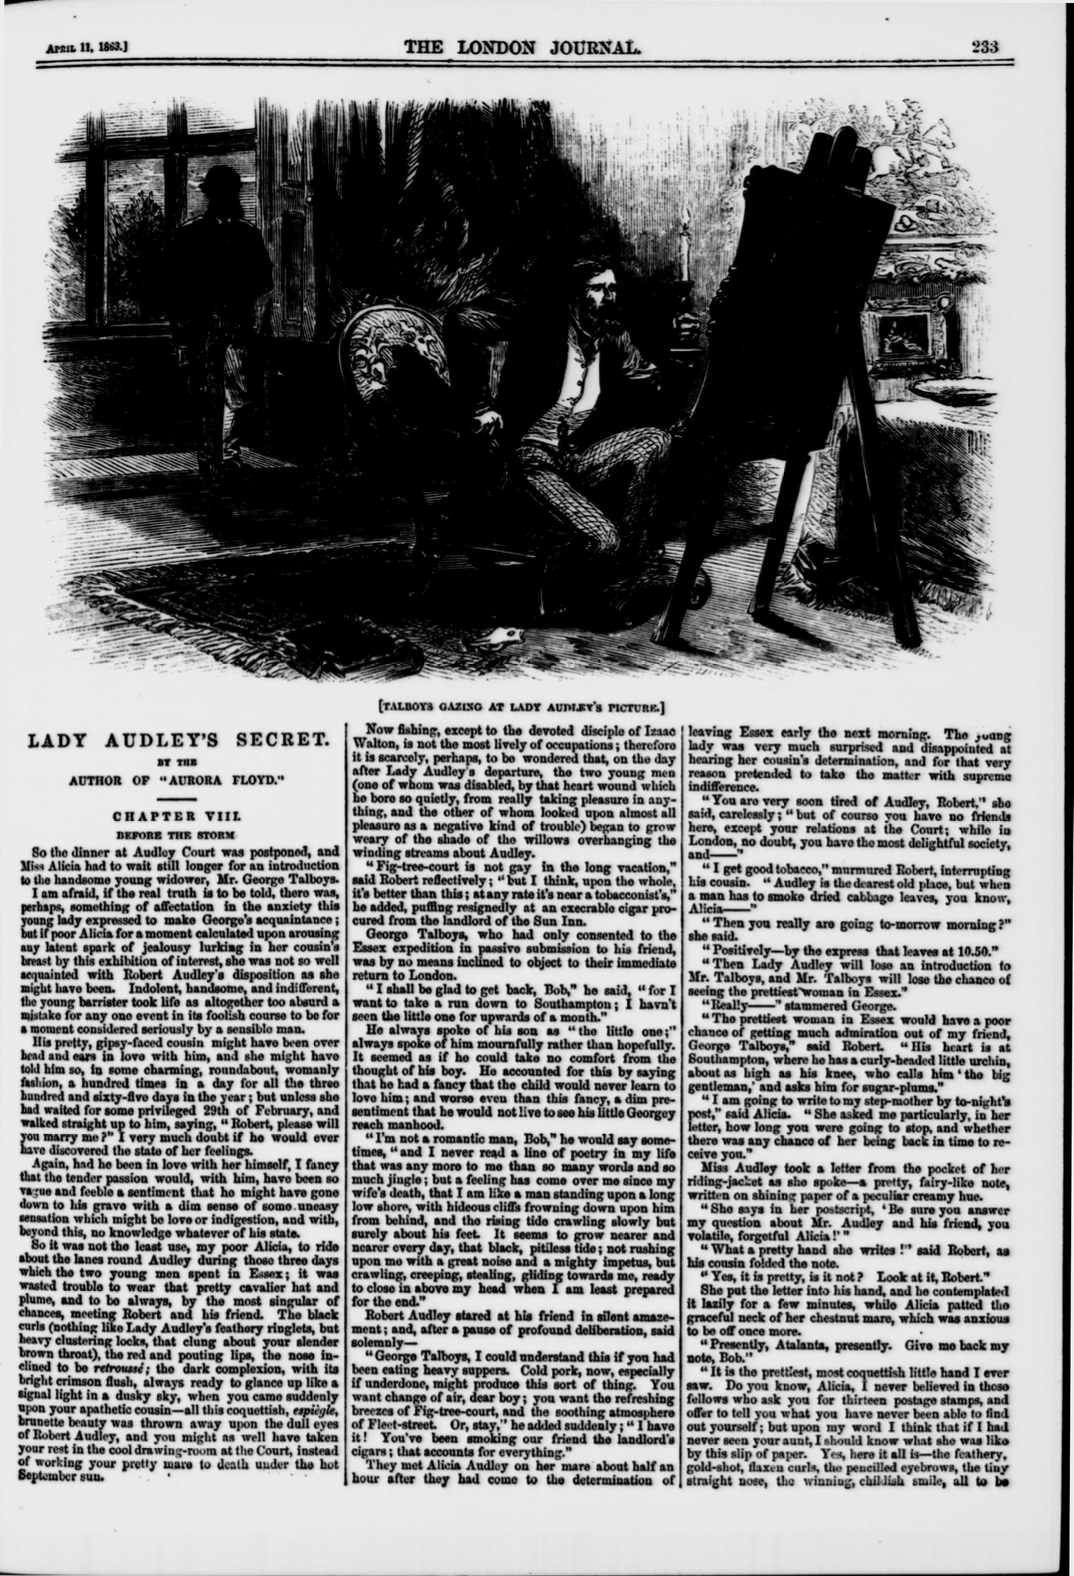 APRIL 11, 1863.]
THE LONDON JOURNAL.
233
[TALBOYS GAZING AT LADY AUDLEY'S PICTURE.]
LADY AUDLEY'S SECRET.
BY THE
AUTHOR OF "AURORA FLOYD."
CHAPTER VIII.
BEFORE THE STORM
So the dinner at Audley Court was postponed, and
Miss Alicia had to wait still longer for an introduction
to the handsome young widower, Mr. George Talboys.
I am afraid, if the real truth is to be told, there was,
perhaps, something of affectation in the anxiety this
young lady expressed to make George's acquaintance;
but if poor Alicia for a moment calculated upon arousing
any latent spark of jealousy lurking in her cousin's
breast by this exhibition of interest, she was not so well
acquainted with Robert Audley's disposition as she
might have been. Indolent, handsome, and indifferent,
the young barrister took life as altogether too absurd a
mistake for any one event in its foolish course to be for
a moment considered seriously by a sensible man.
His pretty, gipsy-faced cousin might have been over
head and ears in love with him, and she might have
told him so, in some charming, roundabout, womanly
fashion, a hundred times in a day for all the three
hundred and sixty-five days in the year; but unless she
had waited for some privileged 29th of February, and
walked straight up to him, saying, "Robert, please will
you marry me?" I very much doubt if he would ever
have discovered the state of her feelings.
Again, had he been in love with her himself, I fancy
that the tender passion would, with him, have been so
vague and feeble a sentiment that he might have gone
down to his grave with a dim sense of some uneasy
sensation which might be love or indigestion, and with,
beyond this, no knowledge whatever of his state.
So it was not the least use, my poor Alicia, to ride
about the lanes round Audley during those three days
which the two young men spent in Essex; it was
wasted trouble to wear that pretty cavalier hat and
plume, and to be always, by the most singular of
chances, meeting Robert and his friend. The black
curls (nothing like Lady Audley's feathery ringlets, but
heavy clustering locks, that clung about your slender
brown throat), the red and pouting lips, the nose in-
clined to be retroussé; the dark complexion, with its
bright crimson flush, always ready to glance up like a
signal light in a dusky sky, when you came suddenly
upon your apathetic cousin—all this coquettish, espiègle,
brunette beauty was thrown away upon the dull eyes
of Robert Audley, and you might as well have taken
your rest in the cool drawing-room at the Court, instead
of working your pretty mare to death under the hot
September sun.
Now fishing, except to the devoted disciple of Izaac
Walton, is not the most lively of occupations; therefore
it is scarcely, perhaps, to be wondered that, on the day
after Lady Audley's departure, the two young men
(one of whom was disabled, by that heart wound which
he bore so quietly, from really taking pleasure in any-
thing, and the other of whom looked upon almost all
pleasure as a negative kind of trouble) began to grow
weary of the shade of the willows overhanging the
winding streams about Audley.
"Fig-tree-court is not gay in the long vacation,"
said Robert reflectively; "but I think, upon the whole,
it's better than this; at any rate it's near a tobacconist's,"
he added, puffing resignedly at an execrable cigar pro-
cured from the landlord of the Sun Inn.
George Talboys, who had only consented to the
Essex expedition in passive submission to his friend,
was by no means inclined to object to their immediate
return to London.
"I shall be glad to get back, Bob," he said, "for I
want to take a run down to Southampton; I havn't
seen the little one for upwards of a month."
He always spoke of his son as "the little one;"
always spoke of him mournfully rather than hopefully.
It seemed as if he could take no comfort from the
thought of his boy. He accounted for this by saying
that he had a fancy that the child would never learn to
love him; and worse even than this fancy, a dim pre-
sentiment that he would not live to see his little Georgey
reach manhood.
"I'm not a romantic man, Bob," he would say some-
times, "and I never read a line of poetry in my life
that was any more to me than so many words and so
much jingle; but a feeling has come over me since my
wife's death, that I am like a man standing upon a long
low shore, with hideous cliffs frowning down upon him
from behind, and the rising tide crawling slowly but
surely about his feet. It seems to grow nearer and
nearer every day, that black, pitiless tide; not rushing
upon me with a great noise and a mighty impetus, but
crawling, creeping, stealing, gliding towards me, ready
to close in above my head when I am least prepared
for the end."
Robert Audley stared at his friend in silent amaze-
ment; and, after a pause of profound deliberation, said
solemnly—
"George Talboys, I could understand this if you had
been eating heavy suppers. Cold pork, now, especially
if underdone, might produce this sort of thing. You
want change of air, dear boy; you want the refreshing
breezes of Fig-tree-court, and the soothing atmosphere
of Fleet-street. Or, stay," he added suddenly; "I have
it! You've been smoking our friend the landlord's
cigars; that accounts for everything."
They met Alicia Audley on her mare about half an
hour after they had come to the determination of
leaving Essex early the next morning. The young
lady was very much surprised and disappointed at
hearing her cousin's determination, and for that very
reason pretended to take the matter with supreme
indifference.
"You are very soon tired of Audley, Robert," she
said, carelessly; "but of course you have no friends
here, except your relations at the Court; while in
London, no doubt, you have the most delightful society,
and——"
"I get good tobacco," murmured Robert, interrupting
his cousin. "Audley is the dearest old place, but when
a man has to smoke dried cabbage leaves, you know,
Alicia——"
"Then you really are going to-morrow morning?"
she said.
"Positively—by the express that leaves at 10.50."
"Then Lady Audley will lose an introduction to
Mr. Talboys, and Mr. Talboys will lose the chance of
seeing the prettiest woman in Essex."
"Really——" stammered George.
"The prettiest woman in Essex would have a poor
chance of getting much admiration out of my friend,
George Talboys," said Robert. "His heart is at
Southampton, where he has a curly-headed little urchin,
about as high as his knee, who calls him 'the big
gentleman,' and asks him for sugar-plums."
"I am going to write to my step-mother by to-night's
post," said Alicia. "She asked me particularly, in her
letter, how long you were going to stop, and whether
there was any chance of her being back in time to re-
ceive you."
Miss Audley took a letter from the pocket of her
riding-jacket as she spoke—a pretty, fairy-like note,
written on shining paper of a peculiar creamy hue.
"She says in her postscript, 'Be sure you answer
my question about Mr. Audley and his friend, you
volatile, forgetful Alicia!'"
"What a pretty hand she writes!" said Robert, as
his cousin folded the note.
"Yes, it is pretty, is it not? Look at it, Robert."
She put the letter into his hand, and he contemplated
it lazily for a few minutes, while Alicia patted the
graceful neck of her chestnut mare, which was anxious
to be off once more.
"Presently, Atalanta, presently. Give me back my
note, Bob."
"It is the prettiest, most coquettish little hand I ever
saw. Do you know, Alicia, I never believed in those
fellows who ask you for thirteen postage stamps, and
offer to tell you what you have never been able to find
out yourself; but upon my word I think that if I had
never seen your aunt, I should know what she was like
by this slip of paper. Yes, here it all is—the feathery,
gold-shot, flaxen curls, the pencilled eyebrows, the tiny
straight nose, the winning, childish smile, all to be